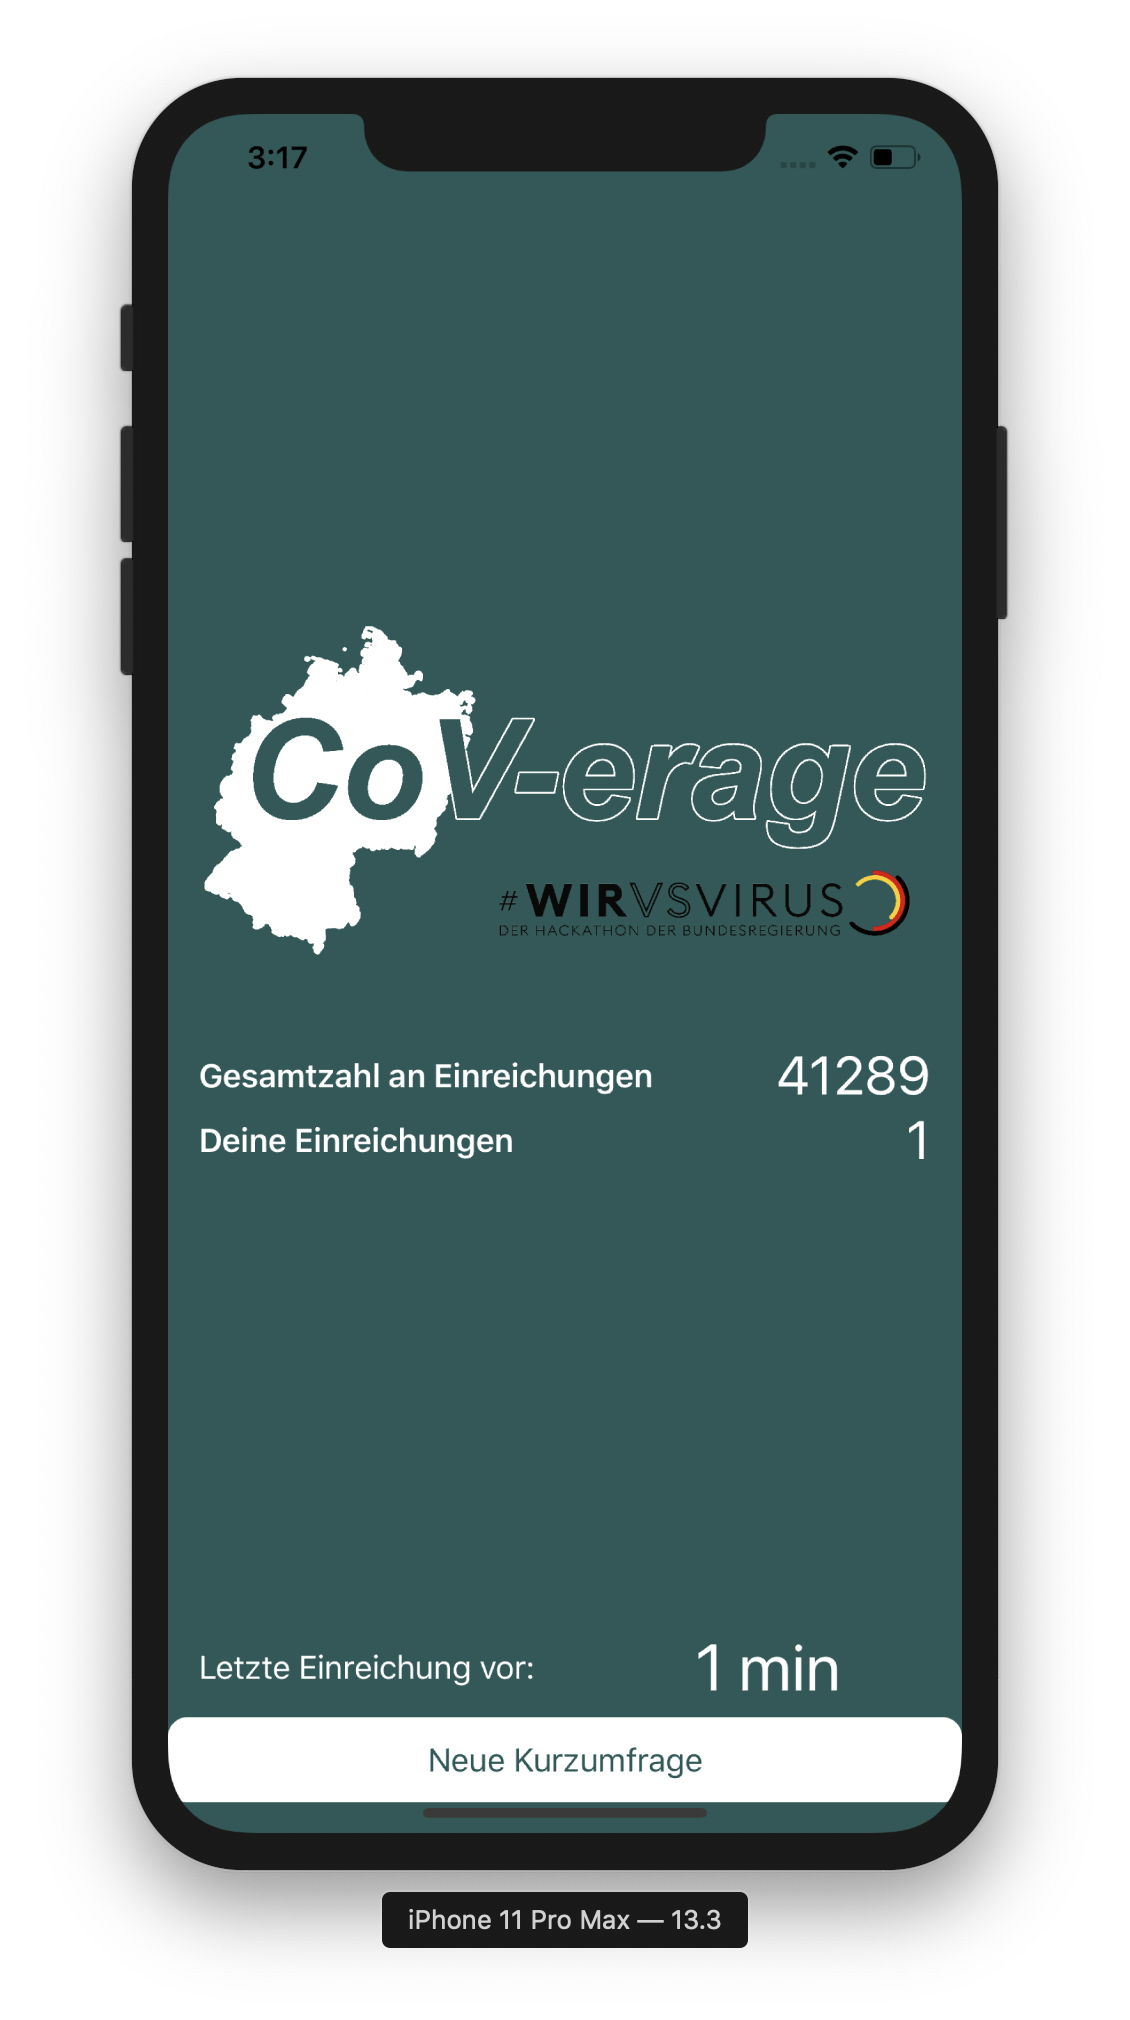 3:17
CoV-erage
#WIRVSVIRUS
DER HACKATHON DER BUNDESREGIERUNG
Gesamtzahl an Einreichungen 41289
Deine Einreichungen 1
Letzte Einreichung vor: 1 min
Neue Kurzumfrage
iPhone 11 Pro Max — 13.3